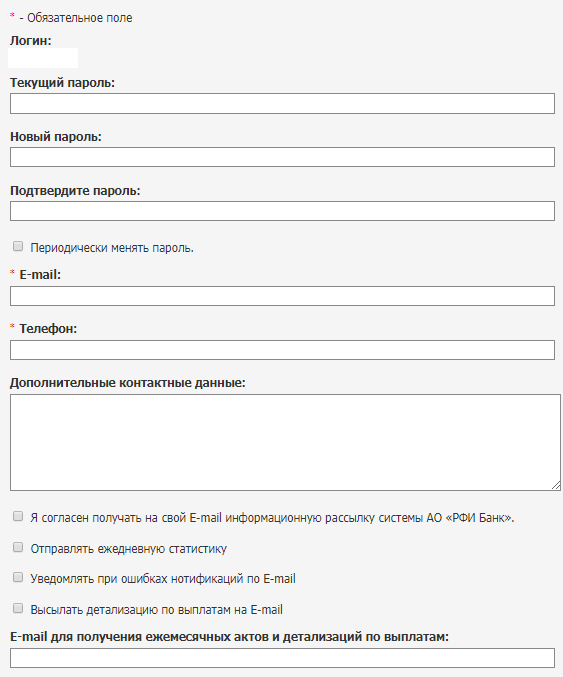 * - Обязательное поле
Логин:
Текущий пароль:
Новый пароль:
Подтвердите пароль:
Периодически менять пароль.
* E-mail:
* Телефон:
Дополнительные контактные данные:
Я согласен получать на свой E-mail информационную рассылку системы АО «РФИ Банк».
Отправлять ежедневную статистику
Уведомлять при ошибках нотификаций по E-mail
Высылать детализацию по выплатам на E-mail
E-mail для получения ежемесячных актов и детализаций по выплатам: